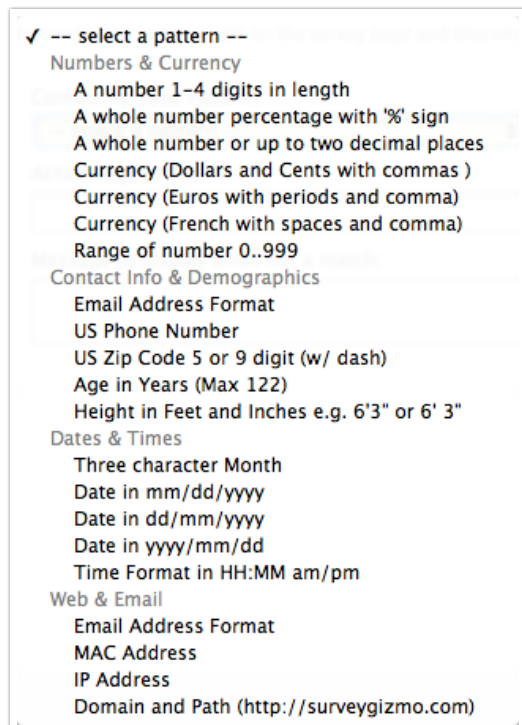 ✓ -- select a pattern --
Numbers & Currency
A number 1-4 digits in length
A whole number percentage with '%' sign
A whole number or up to two decimal places
Currency (Dollars and Cents with commas )
Currency (Euros with periods and comma)
Currency (French with spaces and comma)
Range of number 0..999
Contact Info & Demographics
Email Address Format
US Phone Number
US Zip Code 5 or 9 digit (w/ dash)
Age in Years (Max 122)
Height in Feet and Inches e.g. 6'3" or 6' 3"
Dates & Times
Three character Month
Date in mm/dd/yyyy
Date in dd/mm/yyyy
Date in yyyy/mm/dd
Time Format in HH:MM am/pm
Web & Email
Email Address Format
MAC Address
IP Address
Domain and Path (http://surveygizmo.com)